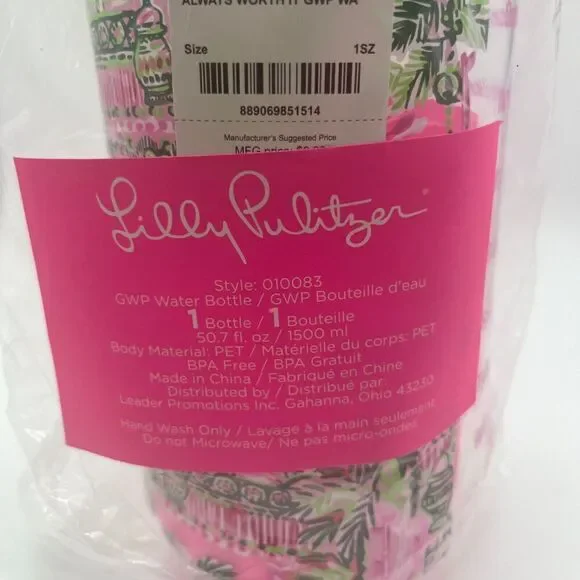 ALWAYS WORTH IT GWP WA
Size 1SZ
889069851514
Manufacturer's Suggested Price
MFG price:
Lilly Pulitzer®
Style: 010083
GWP Water Bottle / GWP Bouteille d'eau
1 Bottle / 1 Bouteille
50.7 fl. oz / 1500 ml
Body Material: PET / Matérielle du corps: PET
BPA Free / BPA Gratuit
Made in China / Fabriqué en Chine
Distributed by / Distribué par:
Leader Promotions Inc. Gahanna, Ohio 43230
Hand Wash Only / Lavage à la main seulement
Do not Microwave/ Ne pas micro-ondes